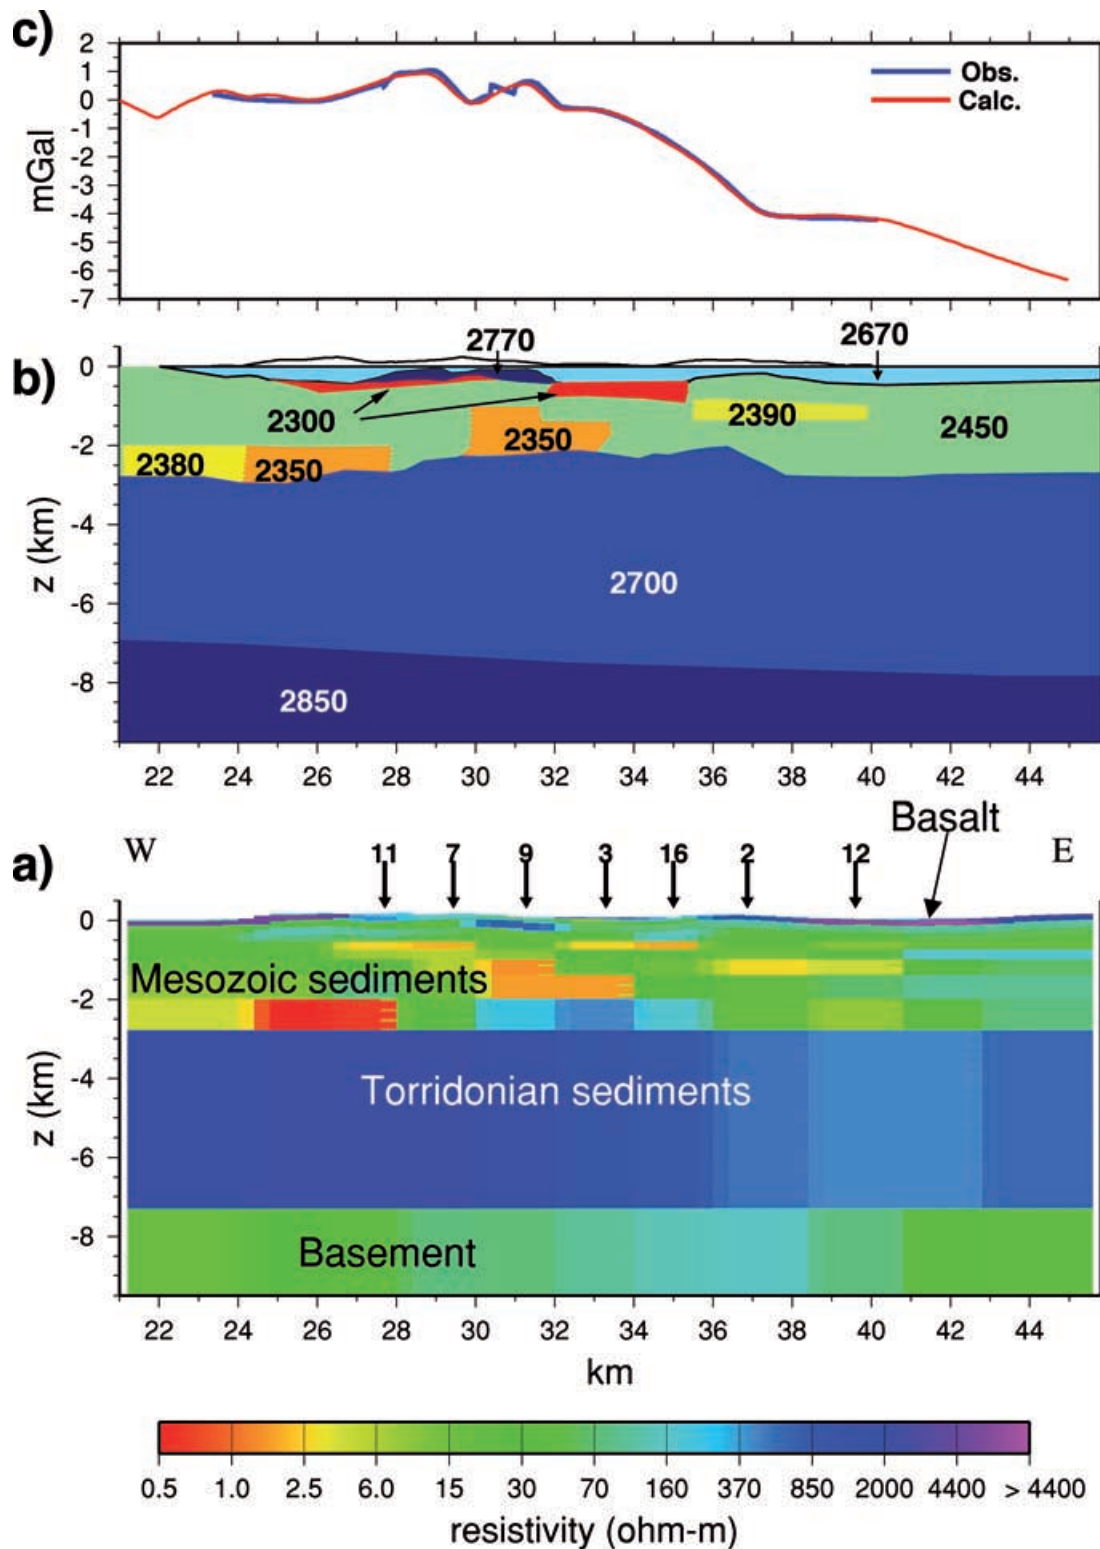 c)
2
1
0
-1
-2
-3
-4
-5
-6
-7
mGal
Obs.
Calc.
b)
2770
2670
0
-2
-4
-6
-8
z (km)
2300
2390
2350
2450
2380
2350
2700
2850
22 24 26 28 30 32 34 36 38 40 42 44
Basalt
a)
W
E
11 7 9 3 16 2 12
0
-2
-4
-6
-8
z (km)
Mesozoic sediments
Torridonian sediments
Basement
22 24 26 28 30 32 34 36 38 40 42 44
km
0.5 1.0 2.5 6.0 15 30 70 160 370 850 2000 4400 > 4400
resistivity (ohm-m)